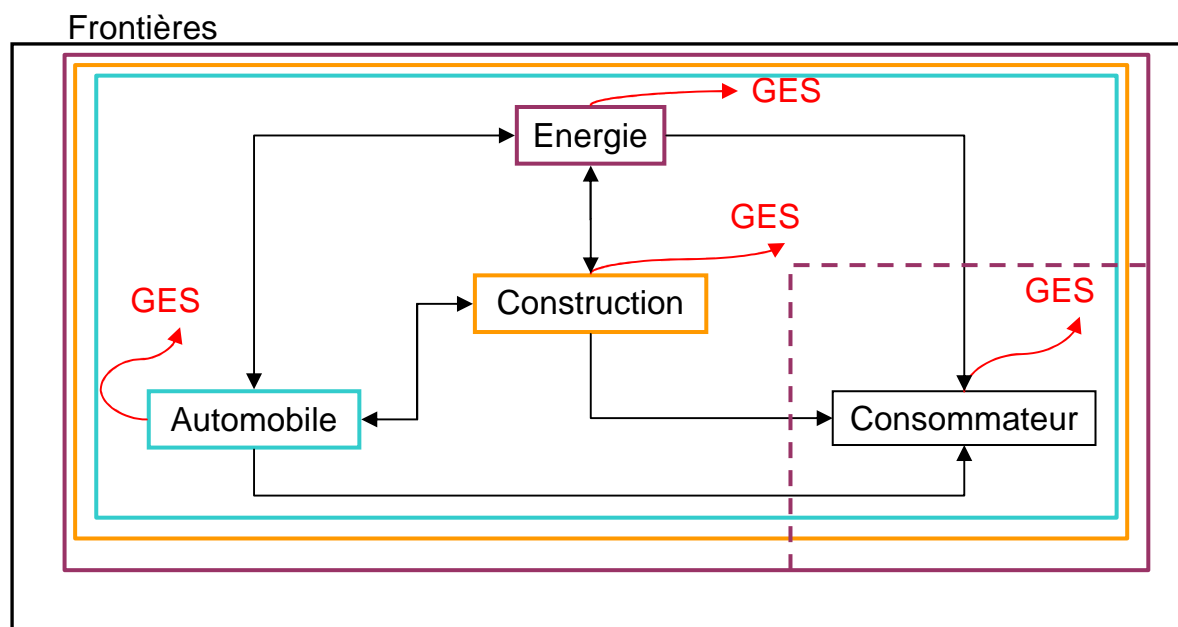 Frontières
GES
Energie
GES
Construction
GES
GES
Automobile
Consommateur